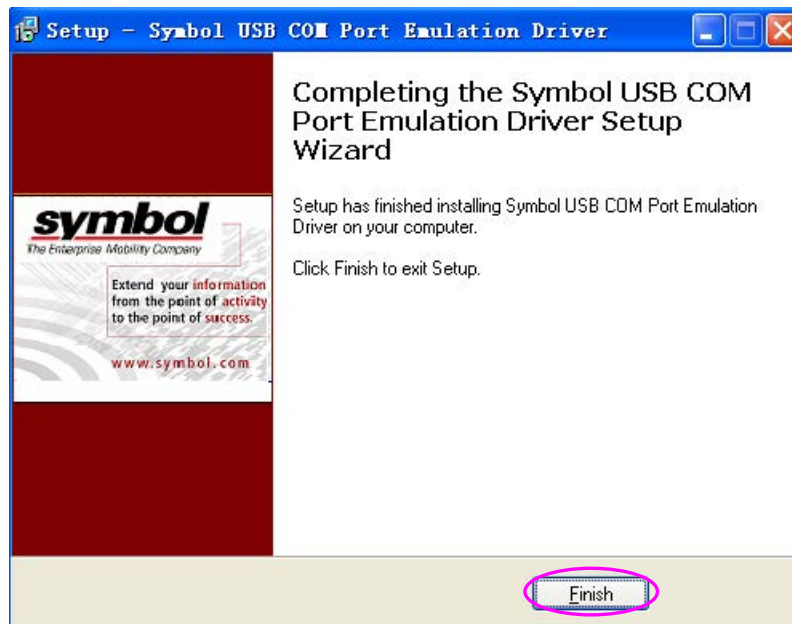 Setup - Symbol USB COM Port Emulation Driver
Completing the Symbol USB COM
Port Emulation Driver Setup
Wizard
Setup has finished installing Symbol USB COM Port Emulation
Driver on your computer.
Click Finish to exit Setup.
symbol
The Enterprise Mobility Company
Extend your information
from the point of activity
to the point of success.
www.symbol.com
Finish